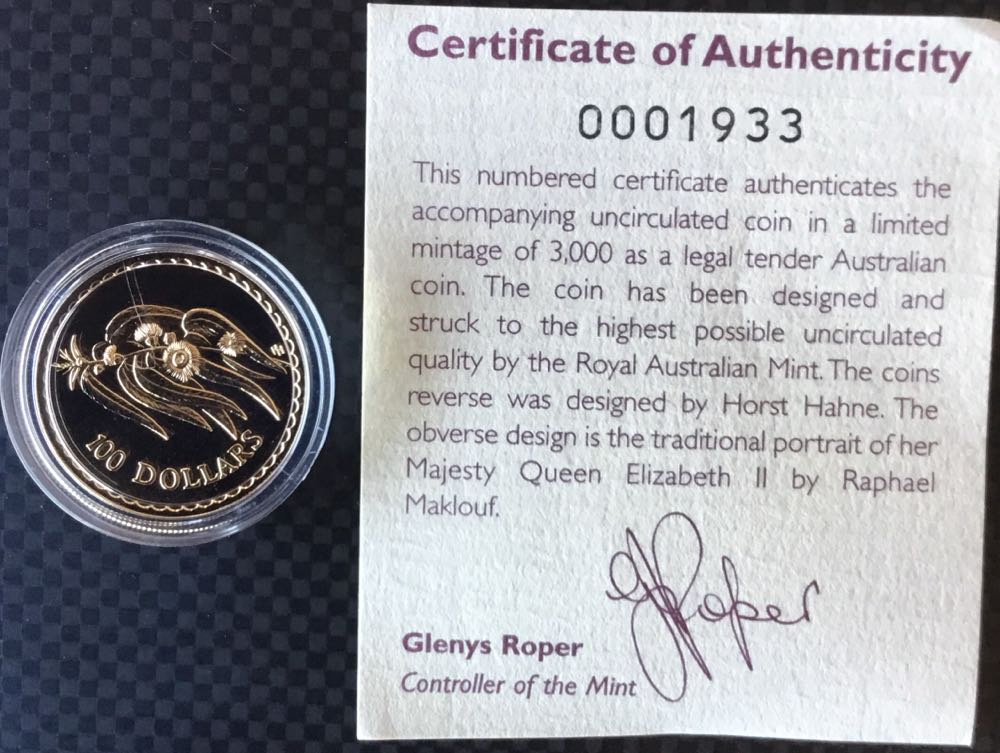 Certificate of Authenticity
0001933
This numbered certificate authenticates the
accompanying uncirculated coin in a limited
mintage of 3,000 as a legal tender Australian
coin. The coin has been designed and
struck to the highest possible uncirculated
quality by the Royal Australian Mint. The coins
reverse was designed by Horst Hahne. The
obverse design is the traditional portrait of her
Majesty Queen Elizabeth II by Raphael
Maklouf.
G Roper
Glenys Roper
Controller of the Mint
100 DOLLARS
HH